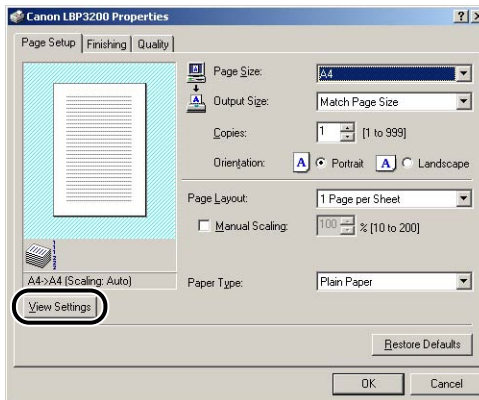 Canon LBP3200 Properties
Page Setup Finishing Quality
Page Size: A4
Output Size: Match Page Size
Copies: 1 [1 to 999]
Orientation: A Portrait A Landscape
Page Layout: 1 Page per Sheet
Manual Scaling: 100 % [10 to 200]
A4->A4 (Scaling: Auto)
Paper Type: Plain Paper
View Settings
Restore Defaults
OK Cancel